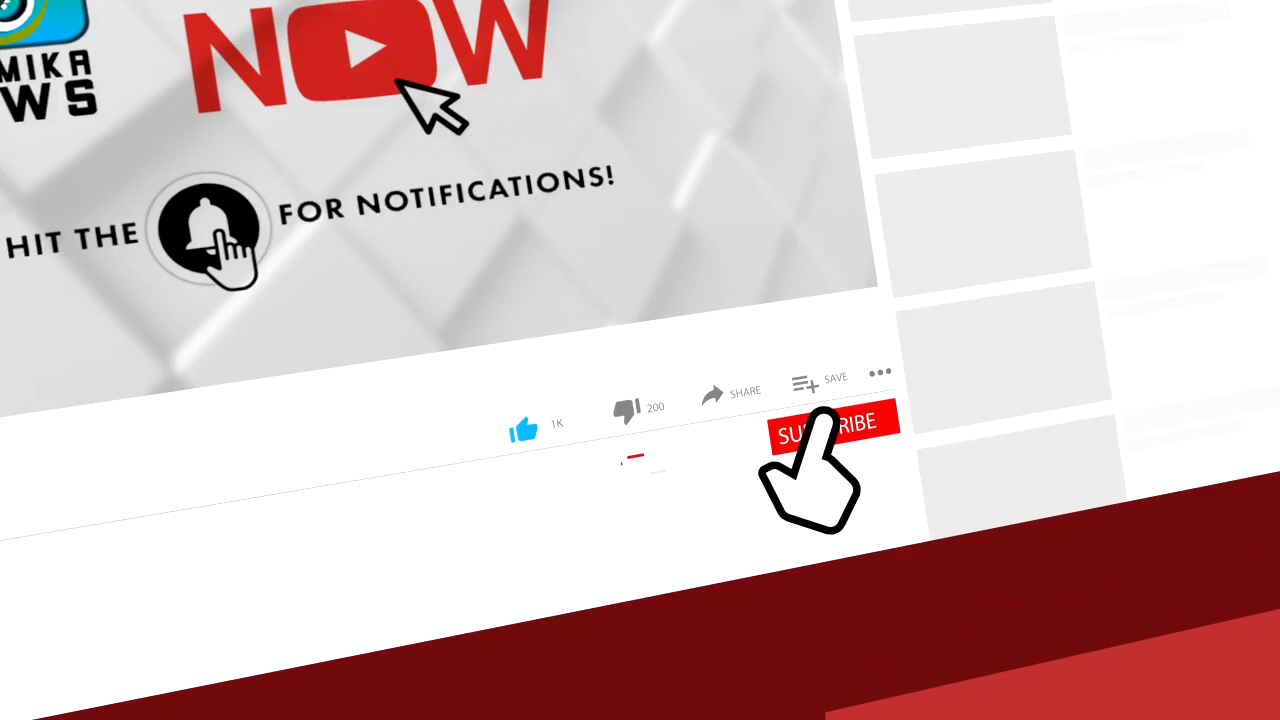 NOW
MIKA
WS
HIT THE FOR NOTIFICATIONS!
1K 200 SHARE SAVE